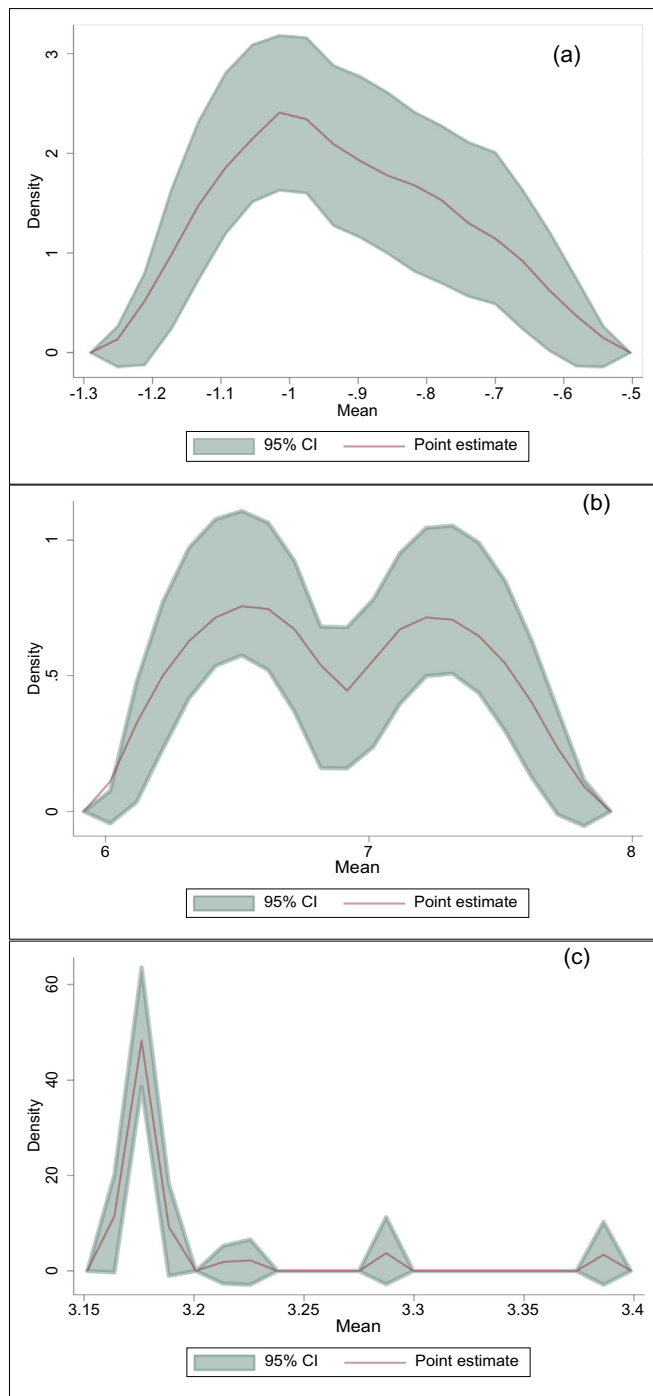 (a)
3
2
1
0
Density
-1.3 -1.2 -1.1 -1 -.9 -.8 -.7 -.6 -.5
Mean
95% CI Point estimate
(b)
1
.5
0
Density
6 7 8
Mean
95% CI Point estimate
(c)
60
40
20
0
Density
3.15 3.2 3.25 3.3 3.35 3.4
Mean
95% CI Point estimate